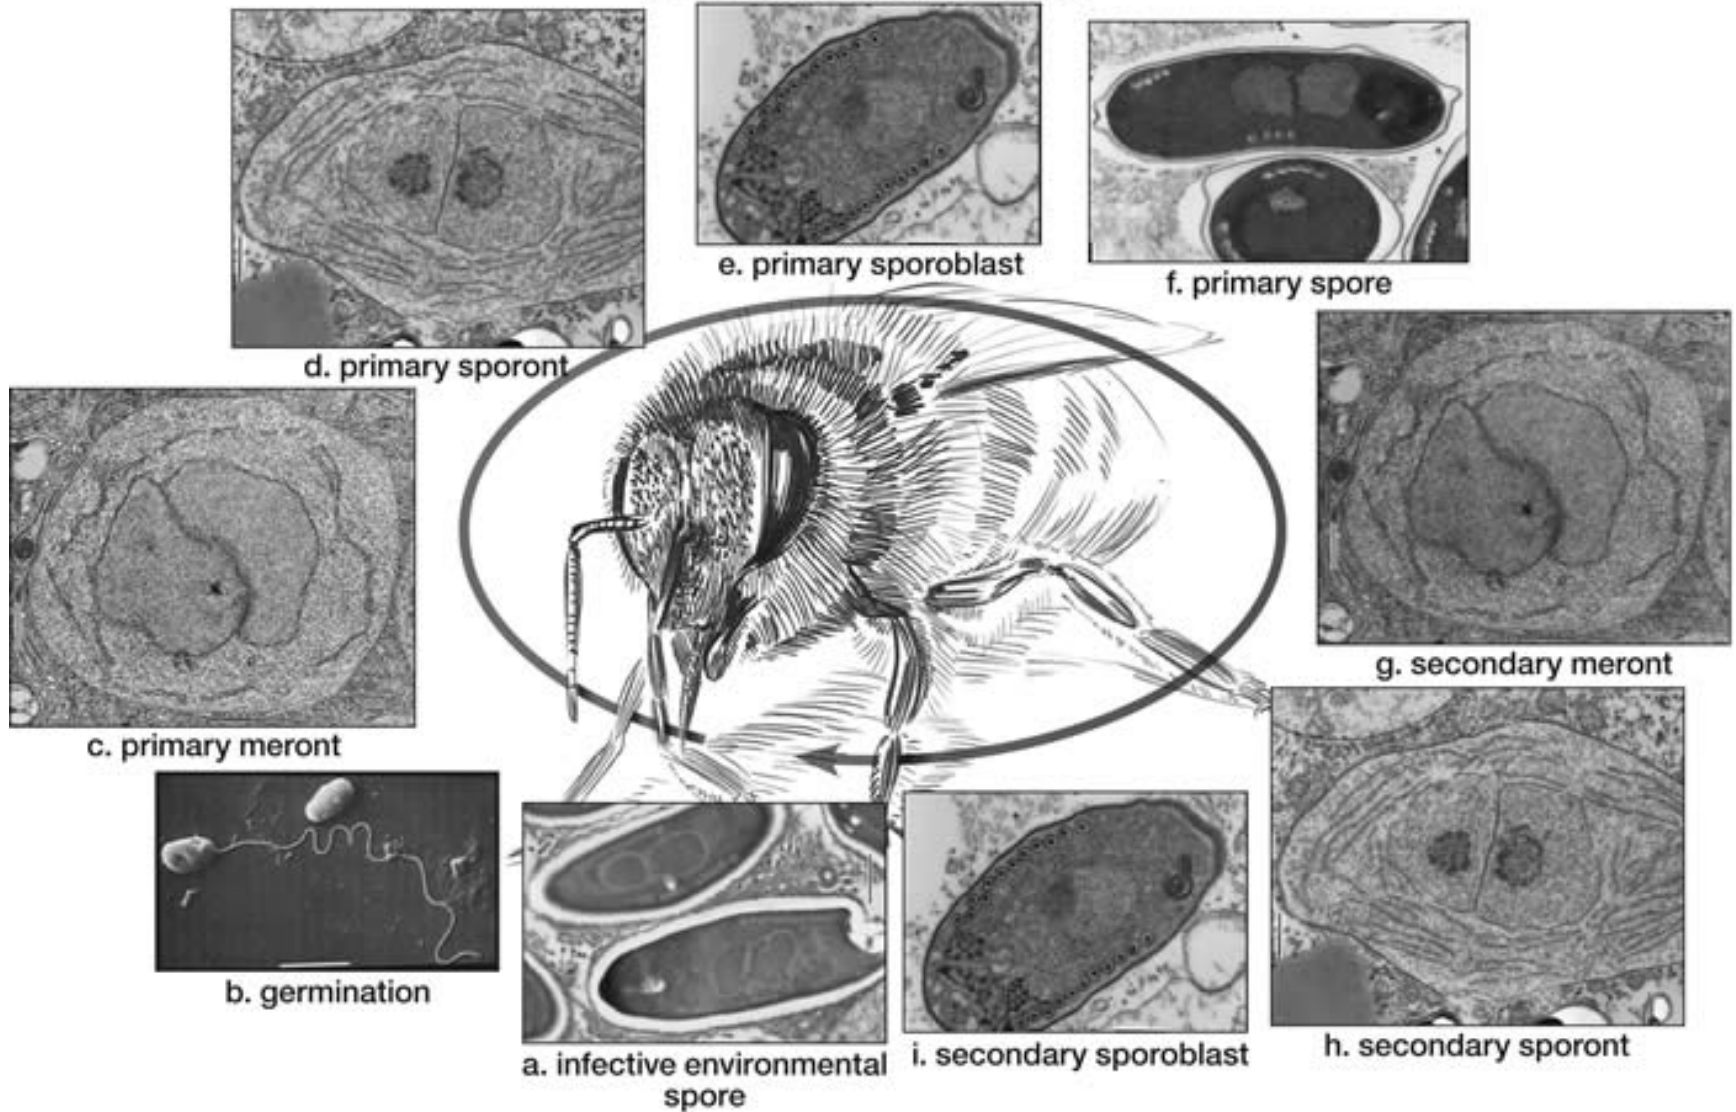 d. primary sporont
e. primary sporoblast
f. primary spore
c. primary meront
g. secondary meront
b. germination
a. infective environmental
spore
i. secondary sporoblast
h. secondary sporont